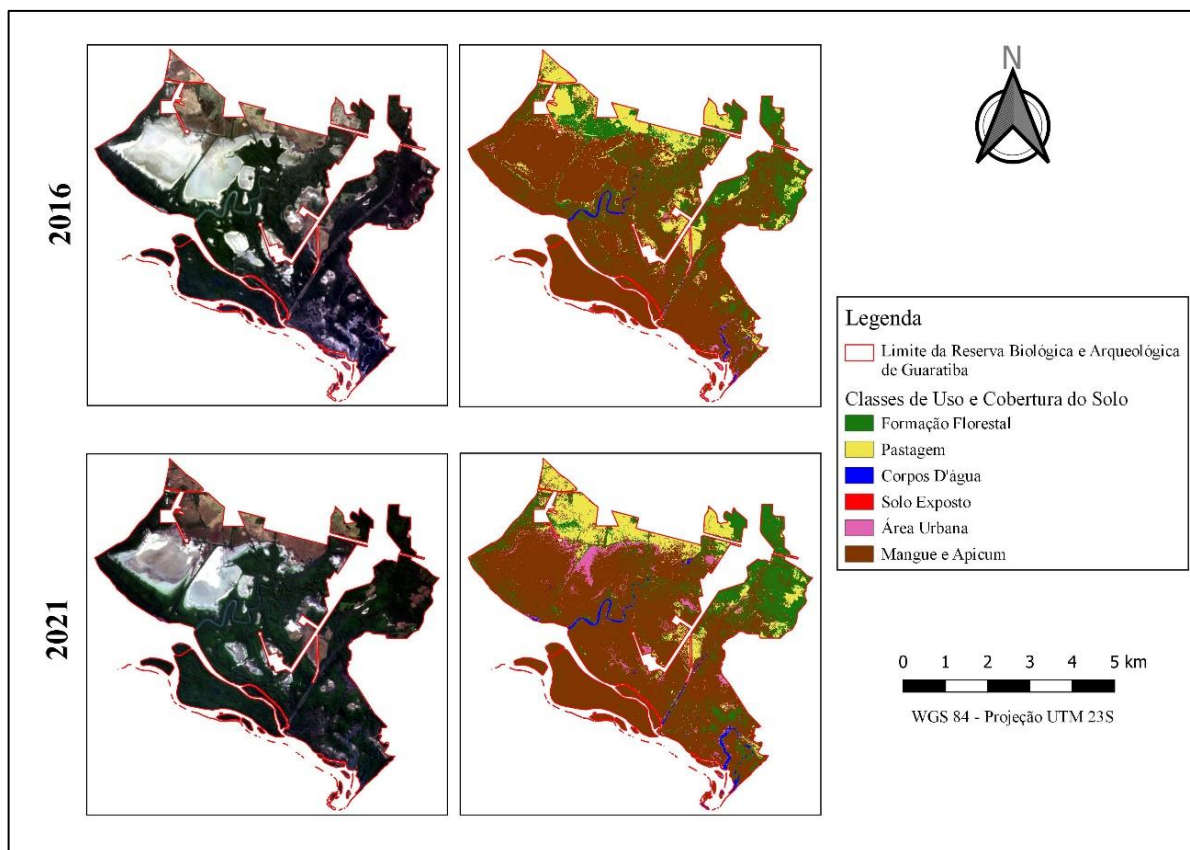 2016
2021
N
Legenda
Limite da Reserva Biológica e Arqueológica
de Guaratiba
Classes de Uso e Cobertura do Solo
Formação Florestal
Pastagem
Corpos D'água
Solo Exposto
Área Urbana
Mangue e Apicum
0 1 2 3 4 5 km
WGS 84 - Projeção UTM 23S